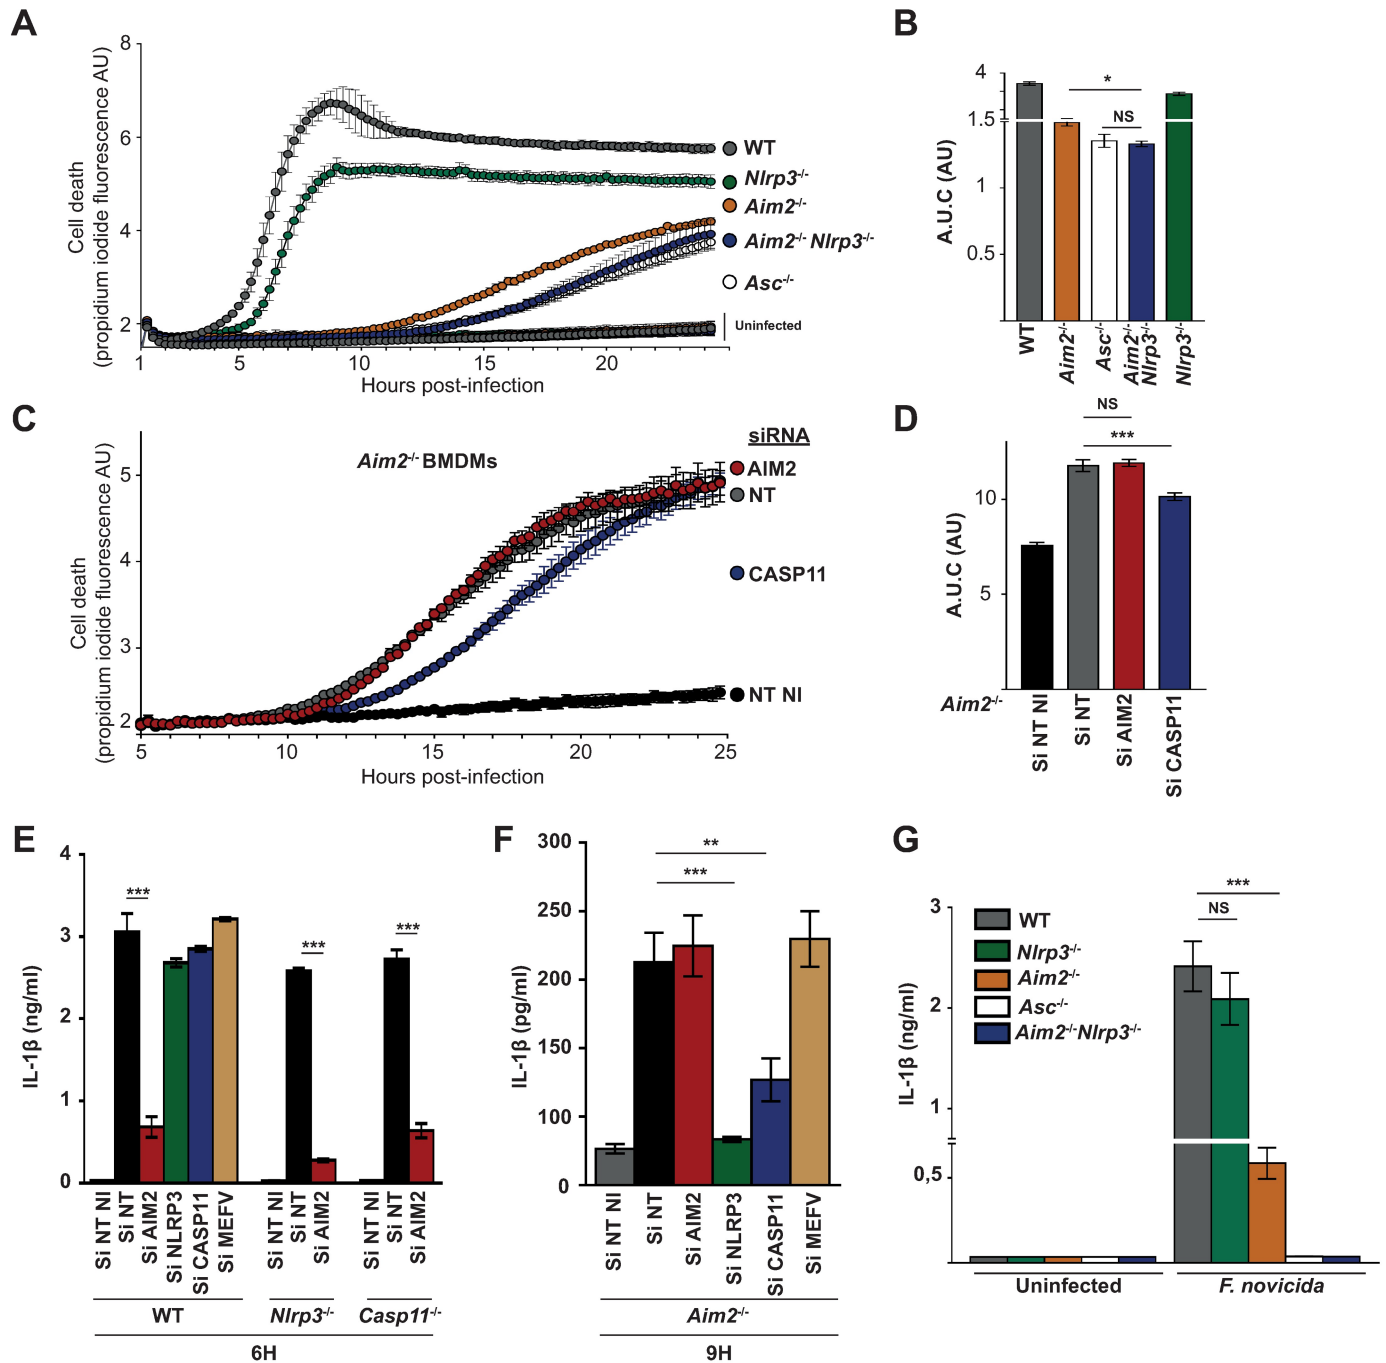 A
Cell death
(propidium iodide fluorescence AU)
8
6
4
2
1
5
10
15
20
Hours post-infection
WT
Nlrp3-/-
Aim2-/-
Aim2-/- Nlrp3-/-
Asc-/-
Uninfected
B
A.U.C (AU)
4
1.5
1
0.5
*
NS
WT
Aim2-/-
Asc-/-
Aim2-/-
Nlrp3-/-
Nlrp3-/-
C
Cell death
(propidium iodide fluorescence AU)
Aim2-/- BMDMs
5
4
3
2
5
10
15
20
25
Hours post-infection
siRNA
AIM2
NT
CASP11
NT NI
D
A.U.C (AU)
10
5
NS
***
Aim2-/-
Si NT NI
Si NT
Si AIM2
Si CASP11
E
IL-1β (ng/ml)
4
3
2
1
0
***
***
***
Si NT NI
Si NT
Si AIM2
Si NLRP3
Si CASP11
Si MEFV
Si NT NI
Si NT
Si AIM2
Si NT NI
Si NT
Si AIM2
WT
Nlrp3-/-
Casp11-/-
6H
F
IL-1β (pg/ml)
300
250
200
150
100
0
**
***
Si NT NI
Si NT
Si AIM2
Si NLRP3
Si CASP11
Si MEFV
Aim2-/-
9H
G
IL-1β (ng/ml)
3
2
1
0,5
WT
Nlrp3-/-
Aim2-/-
Asc-/-
Aim2-/-Nlrp3-/-
***
NS
Uninfected
F. novicida